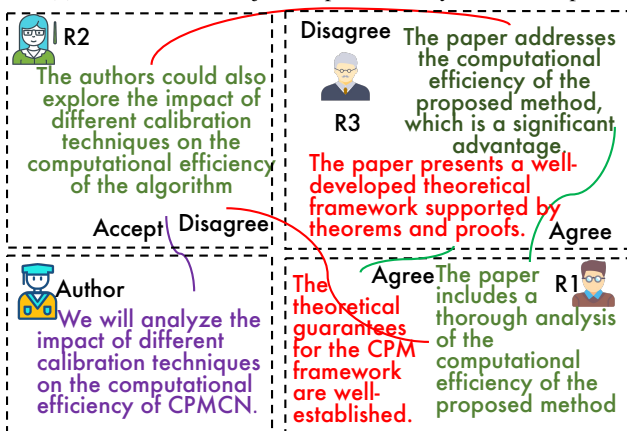 R2
The authors could also
explore the impact of
different calibration
techniques on the
computational efficiency
of the algorithm
Accept
Disagree
Disagree
R3
The paper addresses
the computational
efficiency of the
proposed method,
which is a significant
advantage.
The paper presents a well-
developed theoretical
framework supported by
theorems and proofs.
Agree
Author
We will analyze the
impact of different
calibration techniques
on the computational
efficiency of CPMCN.
Agree
The
theoretical
guarantees
for the CPM
framework
are well-
established.
R1
The paper
includes a
thorough analysis
of the
computational
efficiency of the
proposed method